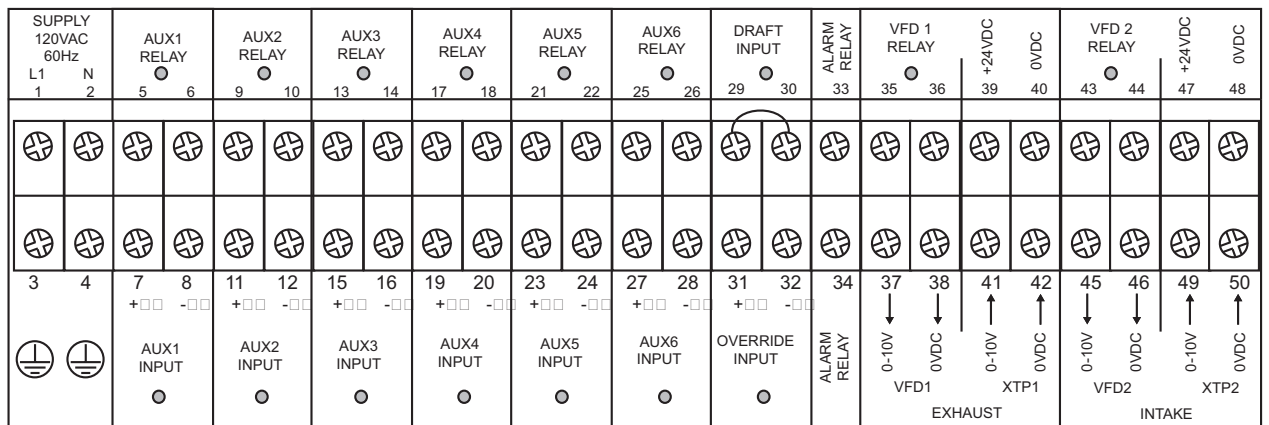 SUPPLY
120VAC
60Hz
L1 N
1 2
AUX1
RELAY
5 6
AUX2
RELAY
9 10
AUX3
RELAY
13 14
AUX4
RELAY
17 18
AUX5
RELAY
21 22
AUX6
RELAY
25 26
DRAFT
INPUT
29 30
ALARM
RELAY
33
VFD 1
RELAY
35 36
+24VDC
39
0VDC
40
VFD 2
RELAY
43 44
+24VDC
47
0VDC
48
3 4
7 8
+□□ -□□
AUX1
INPUT
11 12
+□□ -□□
AUX2
INPUT
15 16
+□□ -□□
AUX3
INPUT
19 20
+□□ -□□
AUX4
INPUT
23 24
+□□ -□□
AUX5
INPUT
27 28
+□□ -□□
AUX6
INPUT
31 32
+□□ -□□
OVERRIDE
INPUT
34
ALARM
RELAY
37 38
0-10V
0VDC
VFD1
41 42
0-10V
0VDC
XTP1
EXHAUST
45 46
0-10V
0VDC
VFD2
49 50
0-10V
0VDC
XTP2
INTAKE